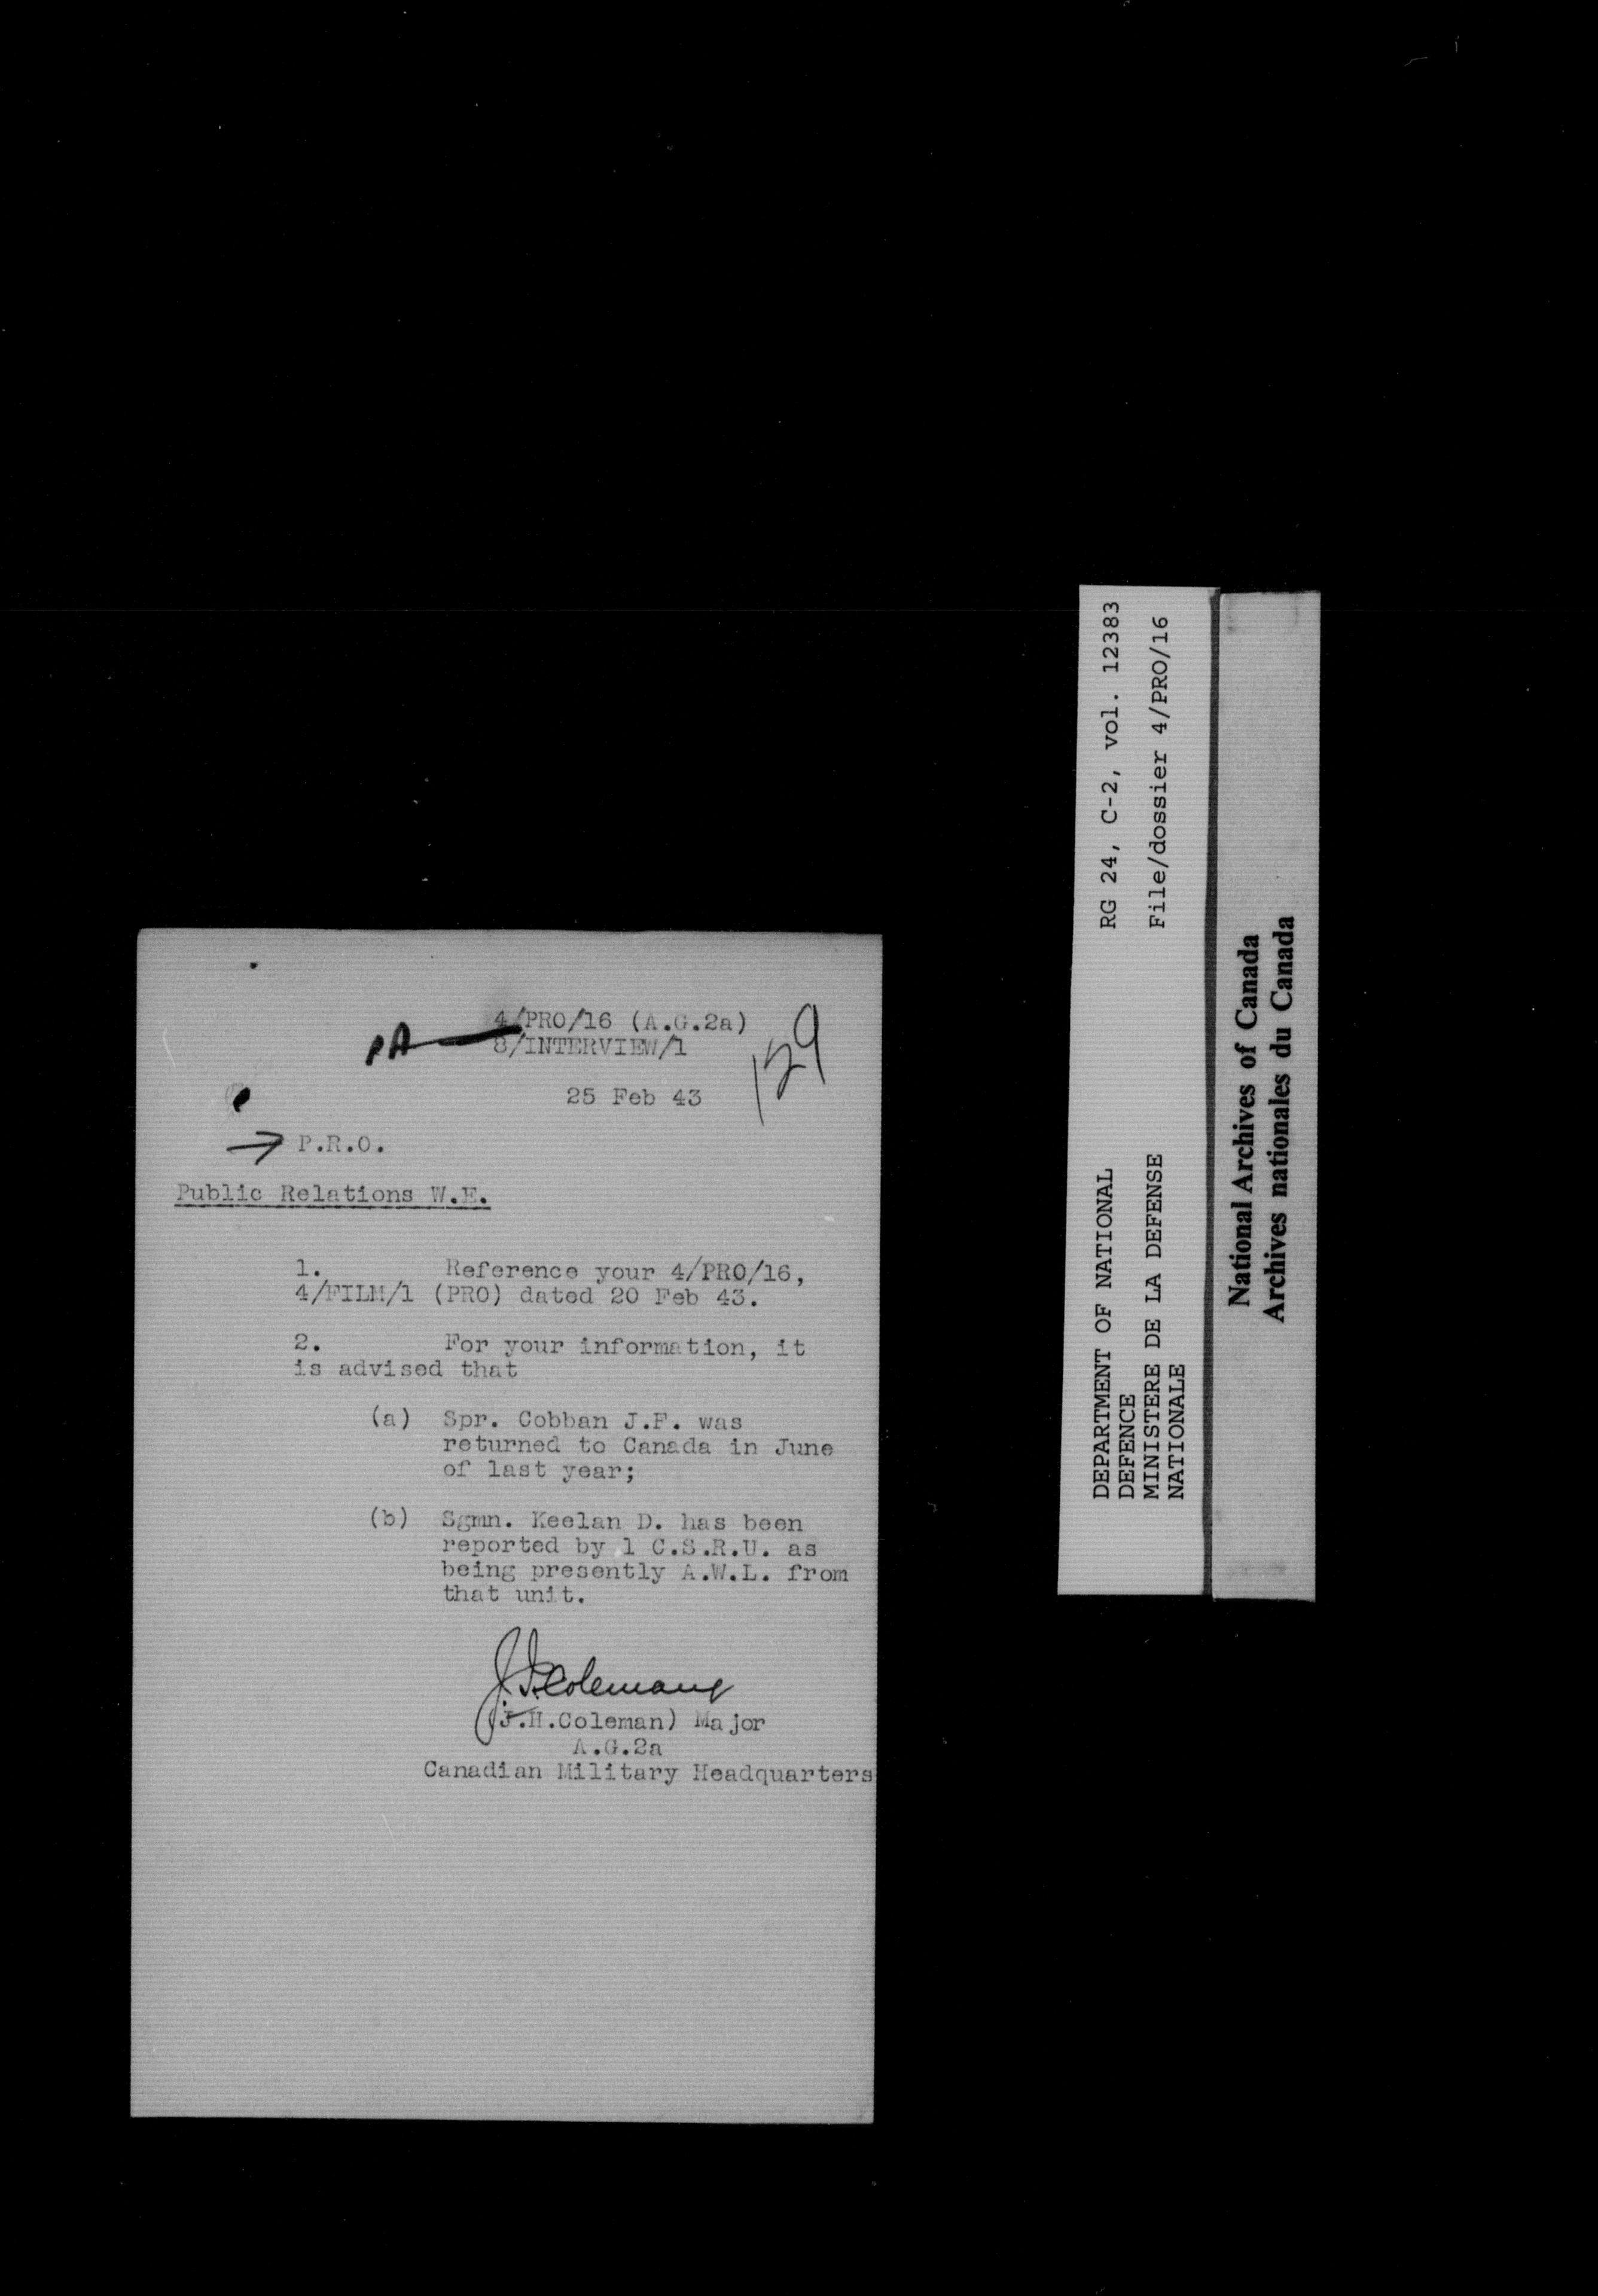 4/PRO/16 (A.G.2a)
PA
8/INTERVIEW/1
129
25 Feb 43
P.R.O.
Public Relations W.E.
1. Reference your 4/PRO/16,
4/FILM/1 (PRO) dated 20 Feb 43.
2. For your information, it
is advised that
(a) Spr. Cobban J.F. was
returned to Canada in June
of last year;
(b) Sgmn. Keelan D. has been
reported by 1 C.S.R.U. as
being presently A.W.L. from
that unit.
(J.H.Coleman) Major
A.G.2a
Canadian Military Headquarters
DEPARTMENT OF NATIONAL
DEFENCE
MINISTERE DE LA DEFENSE
NATIONALE
RG 24, C-2, vol. 12383
File/dossier 4/PRO/16
National Archives of Canada
Archives nationales du Canada